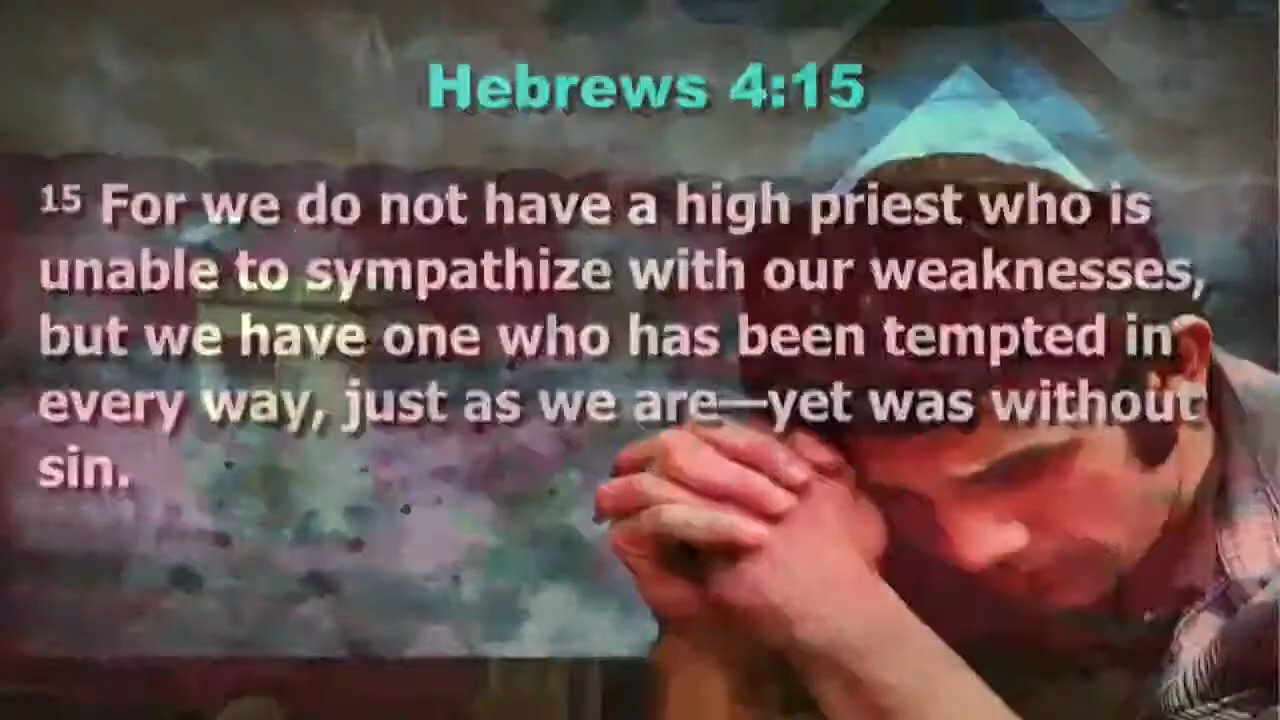 Hebrews 4:15
15 For we do not have a high priest who is
unable to sympathize with our weaknesses,
but we have one who has been tempted in
every way, just as we are—yet was without
sin.